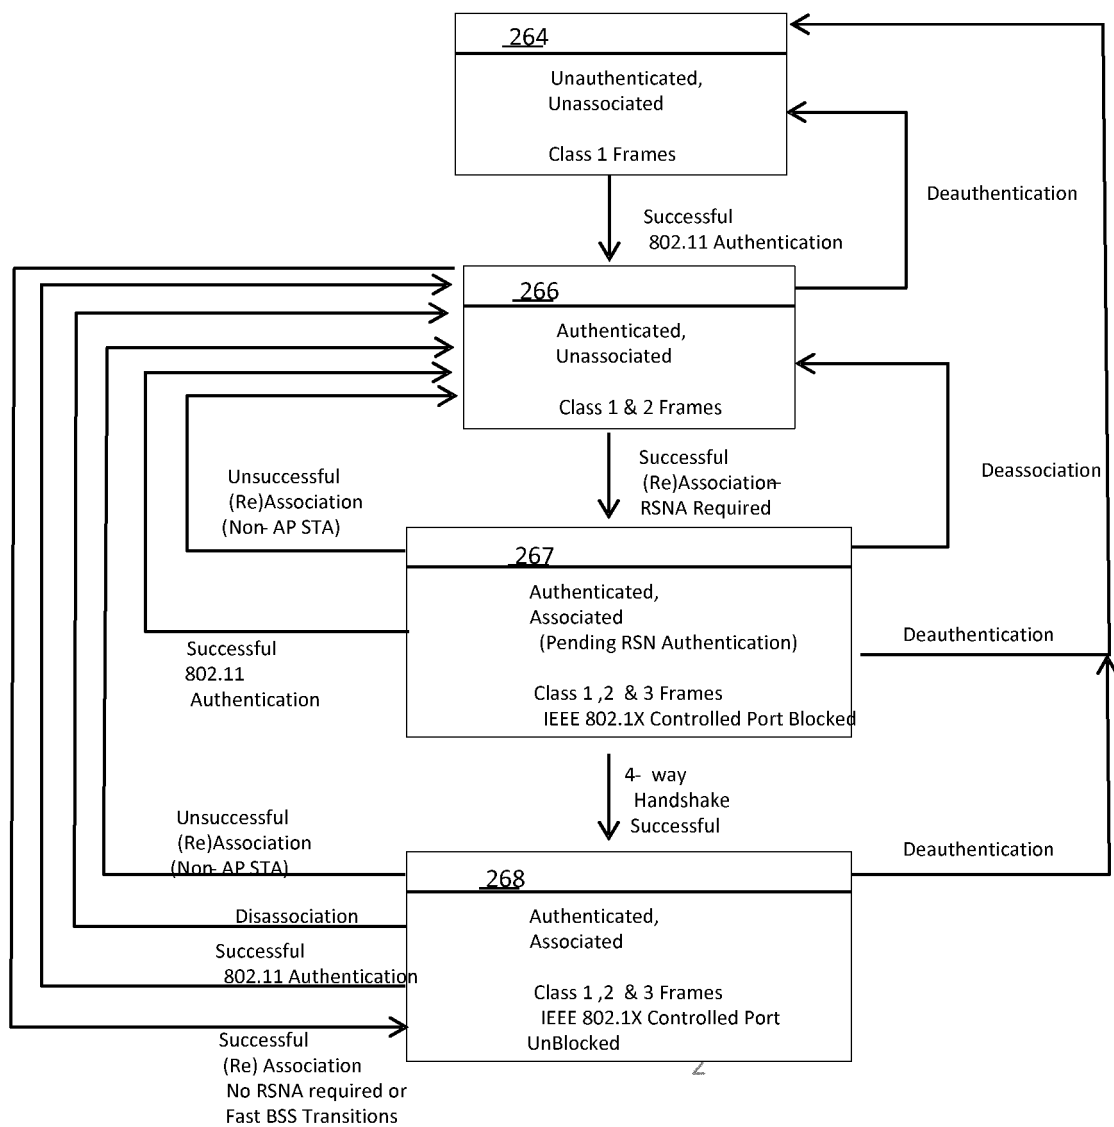 264
Unauthenticated,
Unassociated
Class 1 Frames
Deauthentication
Successful
802.11 Authentication
266
Authenticated,
Unassociated
Class 1 & 2 Frames
Successful
(Re)Association-
RSNA Required
Deassociation
Unsuccessful
(Re)Association
(Non- AP STA)
267
Authenticated,
Associated
(Pending RSN Authentication)
Class 1 ,2 & 3 Frames
IEEE 802.1X Controlled Port Blocked
Deauthentication
Successful
802.11
Authentication
4- way
Handshake
Successful
Unsuccessful
(Re)Association
(Non- AP STA)
Deauthentication
268
Authenticated,
Associated
Class 1 ,2 & 3 Frames
IEEE 802.1X Controlled Port
UnBlocked
Disassociation
Successful
802.11 Authentication
Successful
(Re) Association
No RSNA required or
Fast BSS Transitions